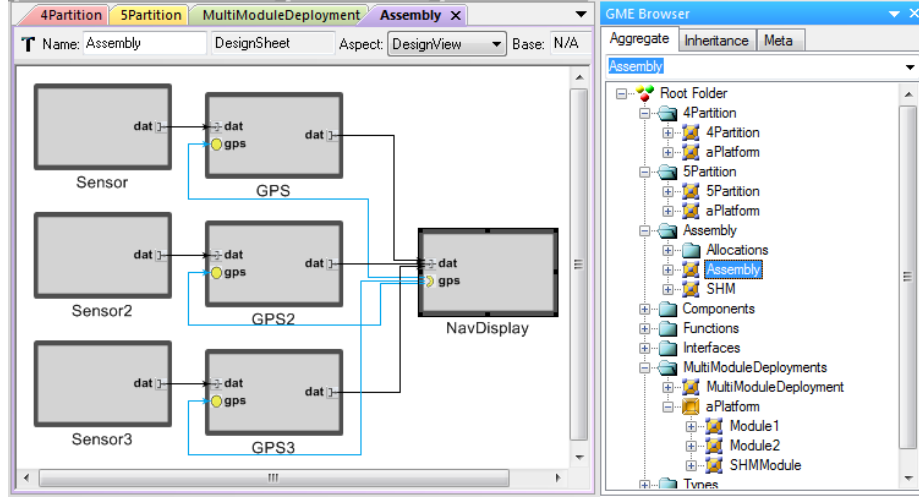 4Partition 5Partition MultiModuleDeployment Assembly
Name: Assembly DesignSheet Aspect: DesignView Base: N/A
dat dat dat
gps
Sensor GPS
dat dat dat
gps
Sensor2 GPS2
dat
gps
NavDisplay
dat dat dat
gps
Sensor3 GPS3
GME Browser
Aggregate Inheritance Meta
Assembly
Root Folder
4Partition
4Partition
aPlatform
5Partition
5Partition
aPlatform
Assembly
Allocations
Assembly
SHM
Components
Functions
Interfaces
MultiModuleDeployments
MultiModuleDeployment
aPlatform
Module1
Module2
SHMModule
Types